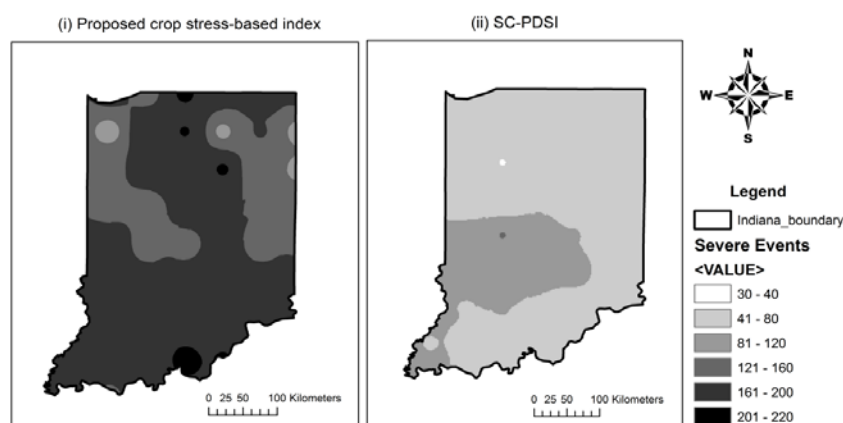 (i) Proposed crop stress-based index
(ii) SC-PDSI
N
W
E
S
Legend
Indiana_boundary
Severe Events
<VALUE>
30 - 40
41 - 80
81 - 120
121 - 160
161 - 200
201 - 220
0 25 50 100 Kilometers
0 25 50 100 Kilometers